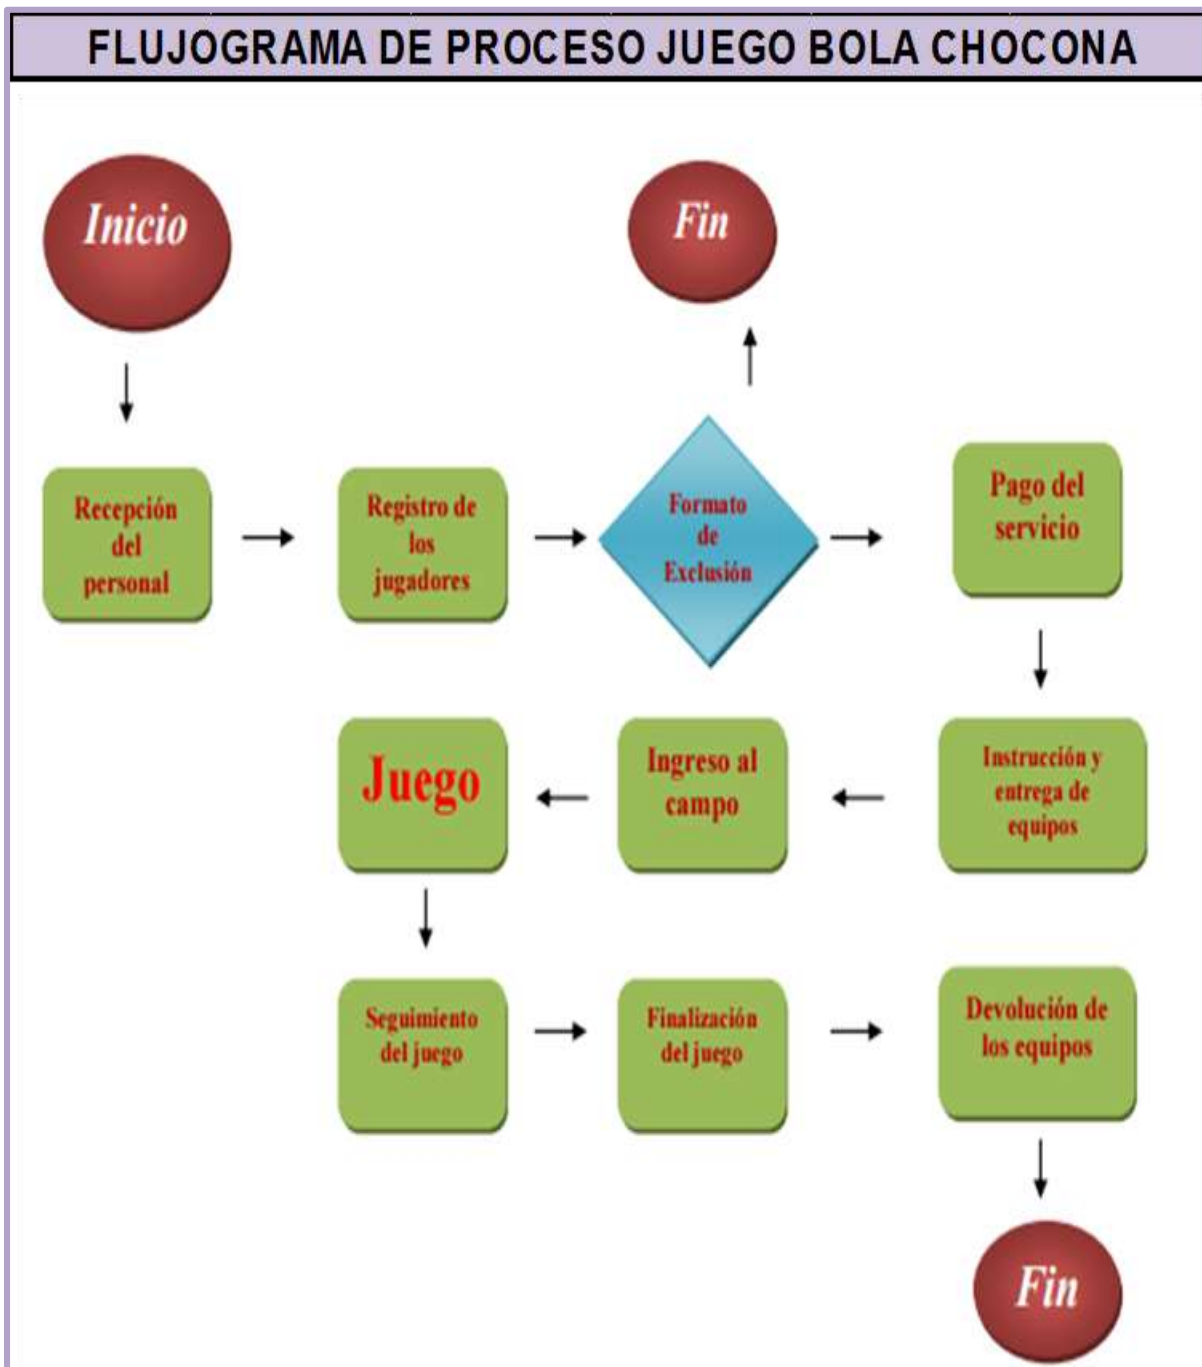 FLUJOGRAMA DE PROCESO JUEGO BOLA CHOCONA
Inicio
Fin
Recepción
del
personal
Registro de
los
jugadores
Formato
de
Exclusión
Pago del
servicio
Juego
Ingreso al
campo
Instrucción y
entrega de
equipos
Seguimiento
del juego
Finalización
del juego
Devolución de
los equipos
Fin